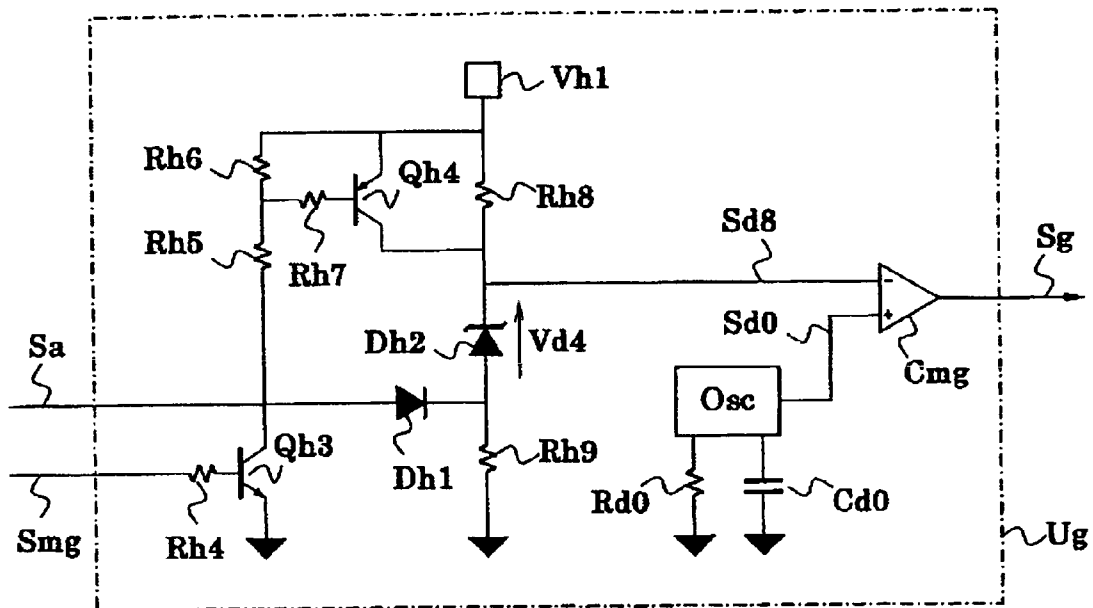 Vh1
Rh6
Qh4
Rh8
Sd8
Sg
Rh5
Rh7
-
Sd0
+
Dh2
Vd4
Sa
Cmg
Osc
Qh3
Rh9
Dh1
Rd0
Cd0
Smg
Rh4
Ug